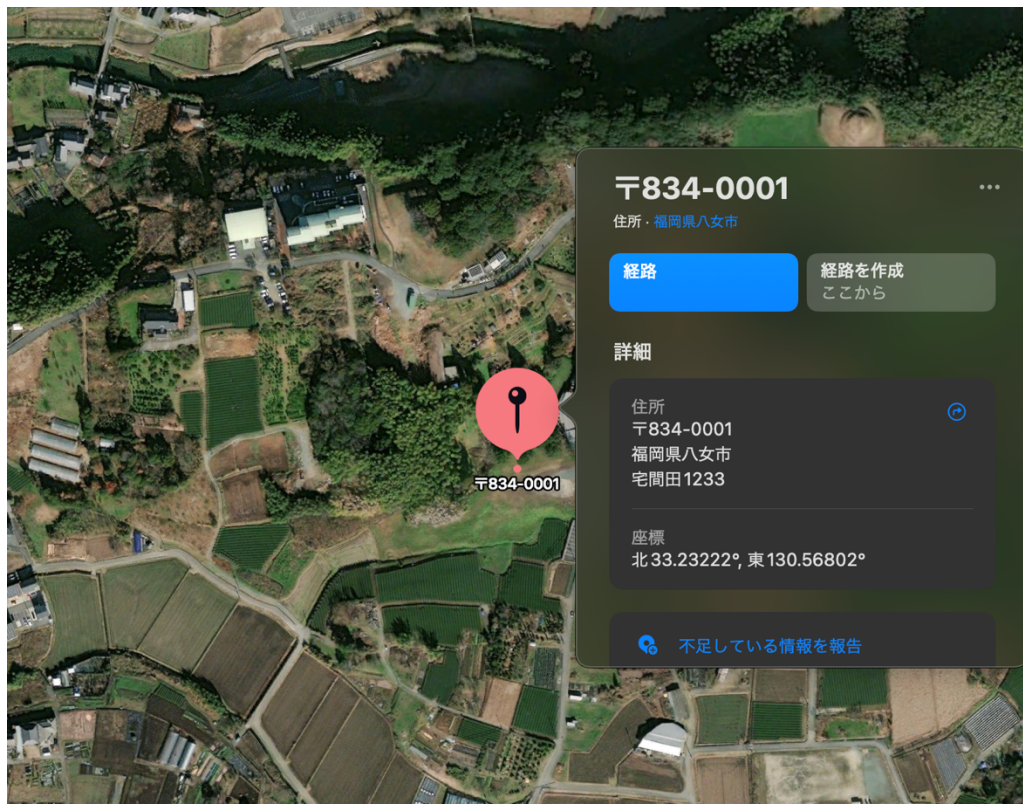 〒834-0001
住所 · 福岡県八女市
経路
経路を作成
ここから
詳細
住所
〒834-0001
福岡県八女市
宅間田1233
座標
北33.23222°, 東130.56802°
不足している情報を報告
〒834-0001